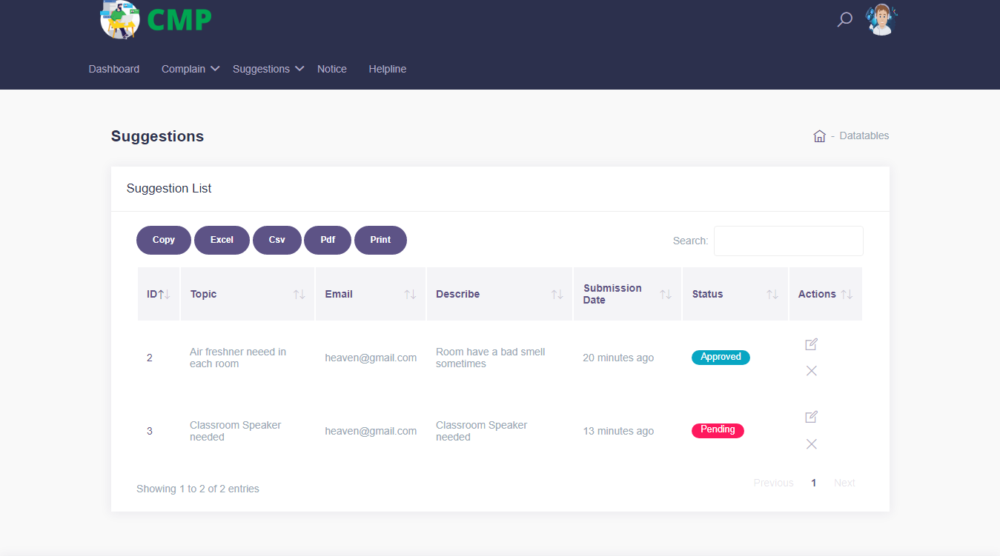 CMP
Dashboard Complain Suggestions Notice Helpline
Suggestions
- Datatables
Suggestion List
Copy Excel Csv Pdf Print
Search:
ID Topic Email Describe Submission Date Status Actions
2 Air freshner neeed in each room heaven@gmail.com Room have a bad smell sometimes 20 minutes ago Approved
3 Classroom Speaker needed heaven@gmail.com Classroom Speaker needed 13 minutes ago Pending
Showing 1 to 2 of 2 entries
Previous 1 Next